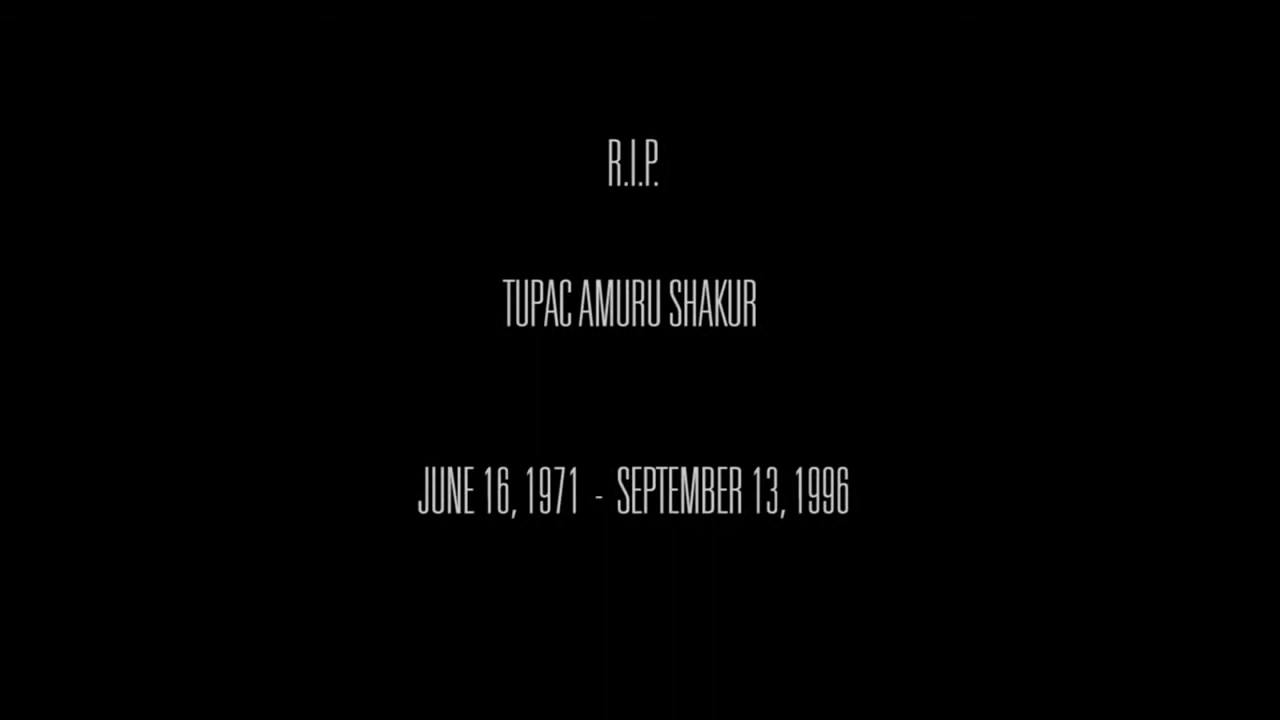 R.I.P.
TUPAC AMURU SHAKUR
JUNE 16, 1971 - SEPTEMBER 13, 1996